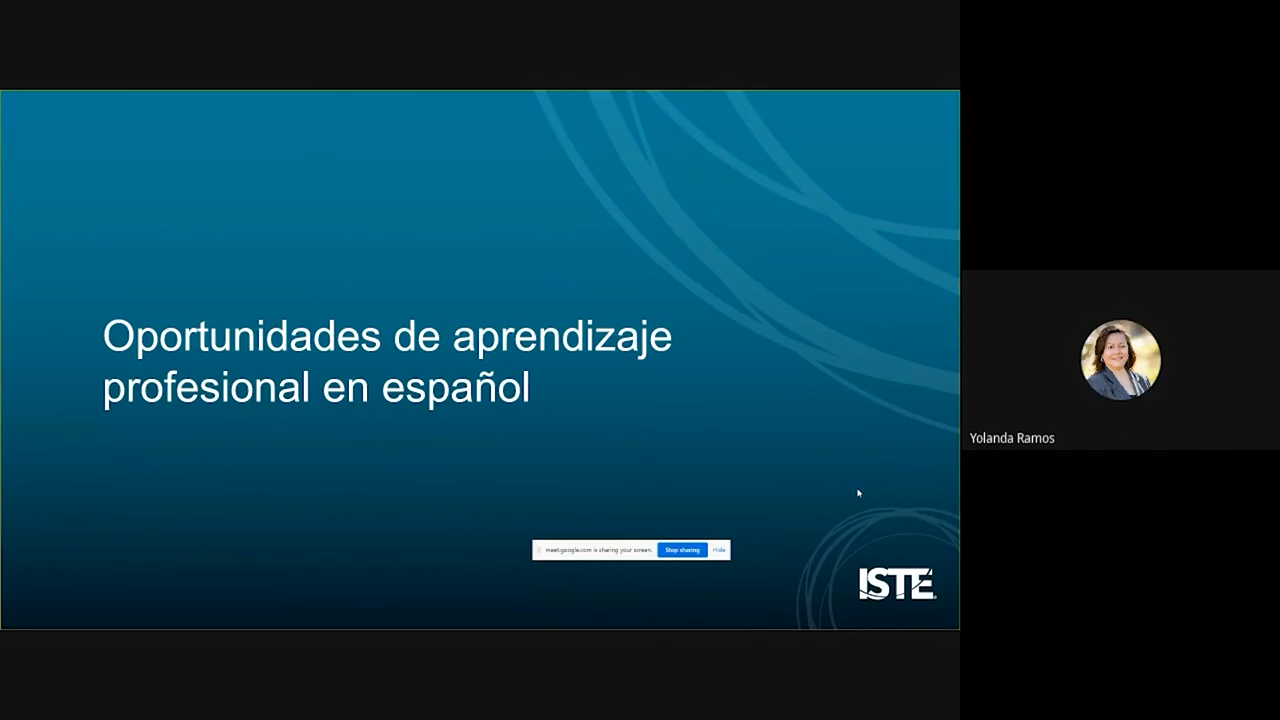 Oportunidades de aprendizaje
profesional en español
Yolanda Ramos
meet.google.com is sharing your screen.
Stop sharing
Hide
ISTE